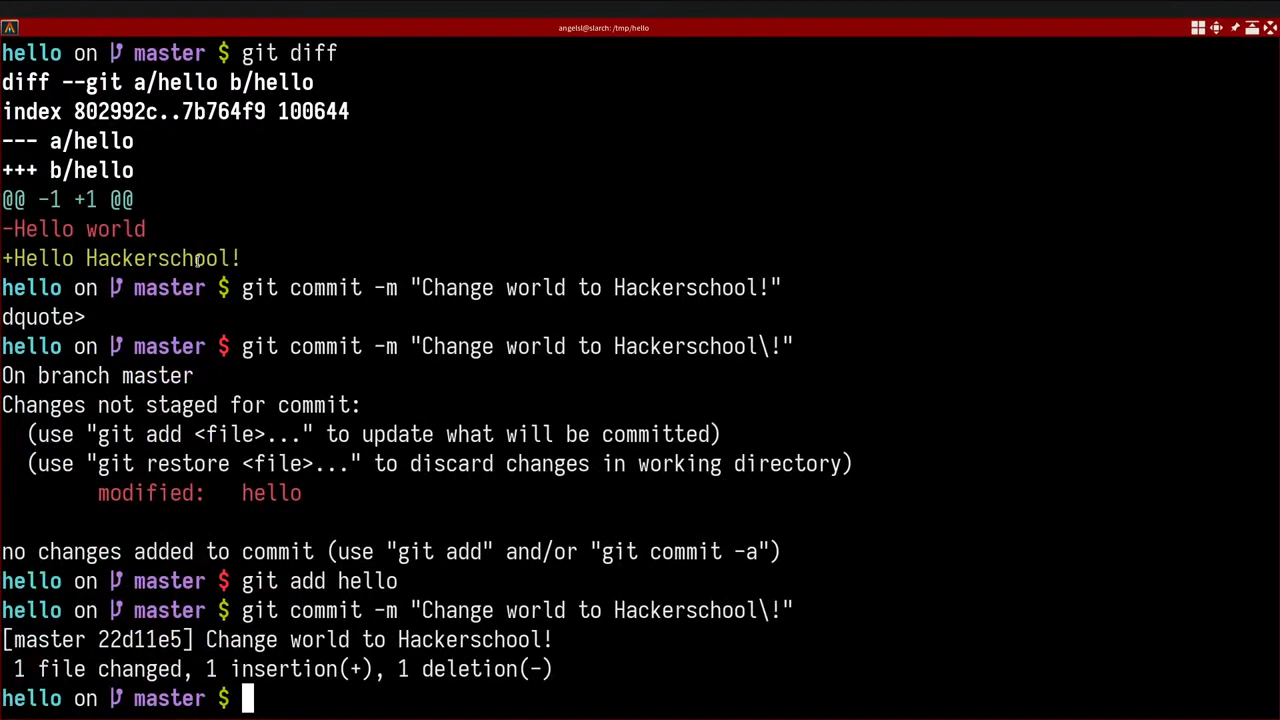 angelsl@slarch: /tmp/hello
hello on master $ git diff
diff --git a/hello b/hello
index 802992c..7b764f9 100644
--- a/hello
+++ b/hello
@@ -1 +1 @@
-Hello world
+Hello Hackerschool!
hello on master $ git commit -m "Change world to Hackerschool!"
dquote>
hello on master $ git commit -m "Change world to Hackerschool\!"
On branch master
Changes not staged for commit:
  (use "git add <file>..." to update what will be committed)
  (use "git restore <file>..." to discard changes in working directory)
        modified:   hello

no changes added to commit (use "git add" and/or "git commit -a")
hello on master $ git add hello
hello on master $ git commit -m "Change world to Hackerschool\!"
[master 22d11e5] Change world to Hackerschool!
 1 file changed, 1 insertion(+), 1 deletion(-)
hello on master $